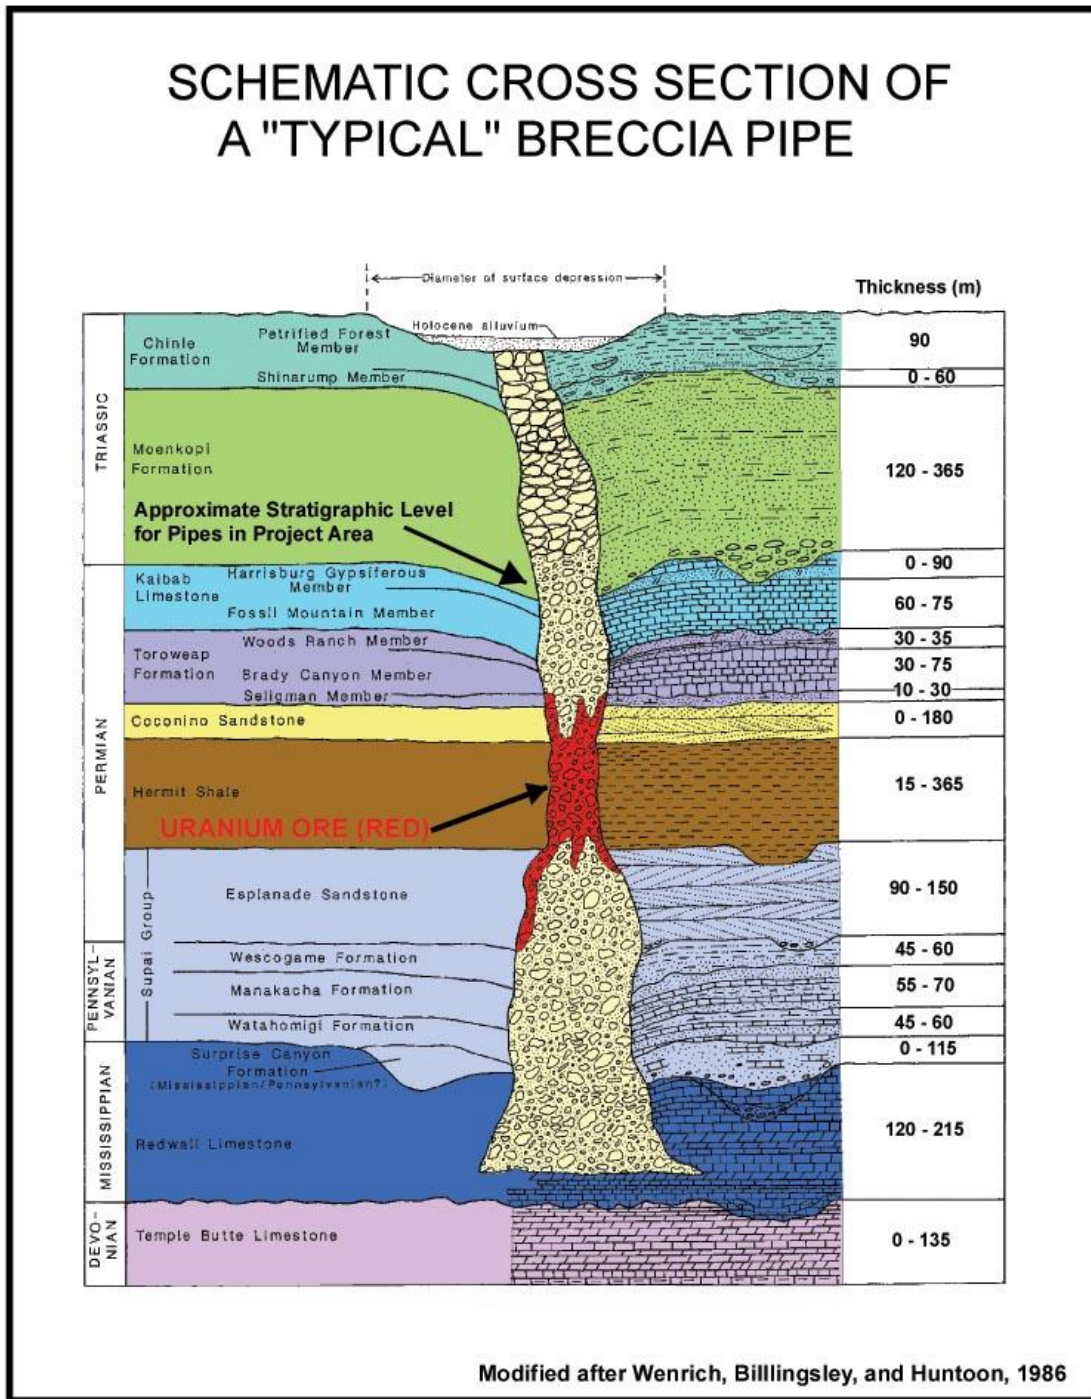 SCHEMATIC CROSS SECTION OF
A "TYPICAL" BRECCIA PIPE
Diameter of surface depression
Thickness (m)
Holocene alluvium
TRIASSIC
Chinle
Formation
Petrified Forest
Member
Shinarump Member
90
0 - 60
Moenkopi
Formation
120 - 365
Approximate Stratigraphic Level
for Pipes in Project Area
0 - 90
PERMIAN
Kaibab
Limestone
Harrisburg Gypsiferous
Member
Fossil Mountain Member
60 - 75
Toroweap
Formation
Woods Ranch Member
30 - 35
Brady Canyon Member
30 - 75
Seligman Member
10 - 30
Coconino Sandstone
0 - 180
Hermit Shale
15 - 365
URANIUM ORE (RED)
Supai Group
Esplanade Sandstone
90 - 150
PENNSYL-
VANIAN
Wescogame Formation
45 - 60
Manakacha Formation
55 - 70
Watahomigi Formation
45 - 60
MISSISSIPPIAN
Surprise Canyon
Formation
(Mississippian/Pennsylvanian?)
0 - 115
Redwall Limestone
120 - 215
DEVO-
NIAN
Temple Butte Limestone
0 - 135
Modified after Wenrich, Billlingsley, and Huntoon, 1986